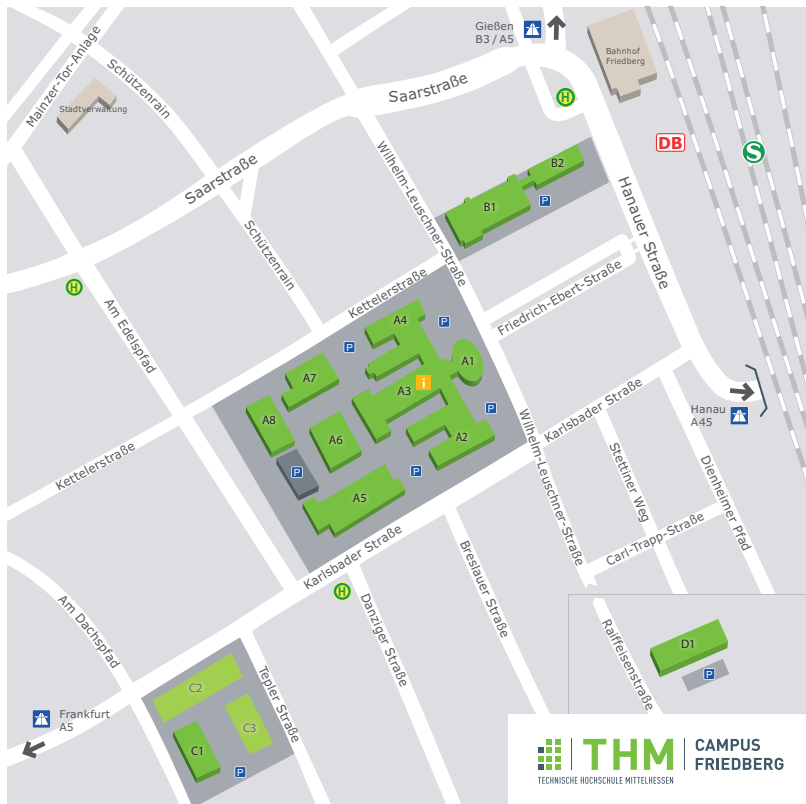 Gießen
B3 / A5
Bahnhof
Friedberg
Mainzer-Tor-Anlage
Schützenrain
Stadtverwaltung
Saarstraße
H
DB
S
Saarstraße
Wilhelm-Leuschner-Straße
B2
B1
P
Hanauer Straße
Schützenrain
H
Am Edelspfad
Kettelerstraße
Friedrich-Ebert-Straße
A4
P
P
A1
A7
A3
i
A8
A6
A2
P
P
P
A5
Hanau
A45
Karlsbader Straße
Wilhelm-Leuschner-Straße
Kettelerstraße
Stettiner Weg
Dienheimer Pfad
Carl-Trapp-Straße
Karlsbader Straße
H
Breslauer Straße
Danziger Straße
Am Dachspfad
Raiffeisenstraße
D1
P
Tepler Straße
C2
C3
C1
P
Frankfurt
A5
THM
CAMPUS
FRIEDBERG
TECHNISCHE HOCHSCHULE MITTELHESSEN